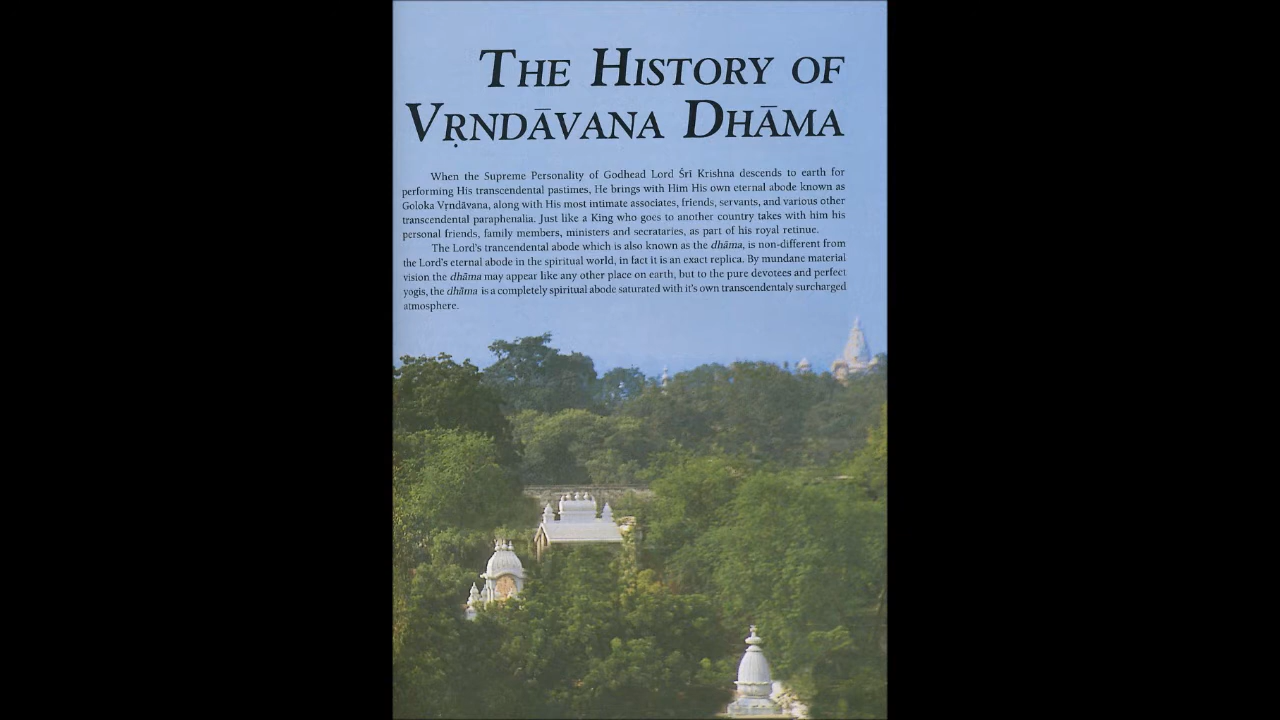 THE HISTORY OF
VṚNDĀVANA DHĀMA
When the Supreme Personality of Godhead Lord Śrī Krishna descends to earth for
performing His transcendental pastimes, He brings with Him His own eternal abode known as
Goloka Vṛndāvana, along with His most intimate associates, friends, servants, and various other
transcendental paraphenalia. Just like a King who goes to another country takes with him his
personal friends, family members, ministers and secrataries, as part of his royal retinue.
The Lord's trancendental abode which is also known as the dhāma, is non-different from
the Lord's eternal abode in the spiritual world, in fact it is an exact replica. By mundane material
vision the dhāma may appear like any other place on earth, but to the pure devotees and perfect
yogis, the dhāma is a completely spiritual abode saturated with it's own transcendentaly surcharged
atmosphere.